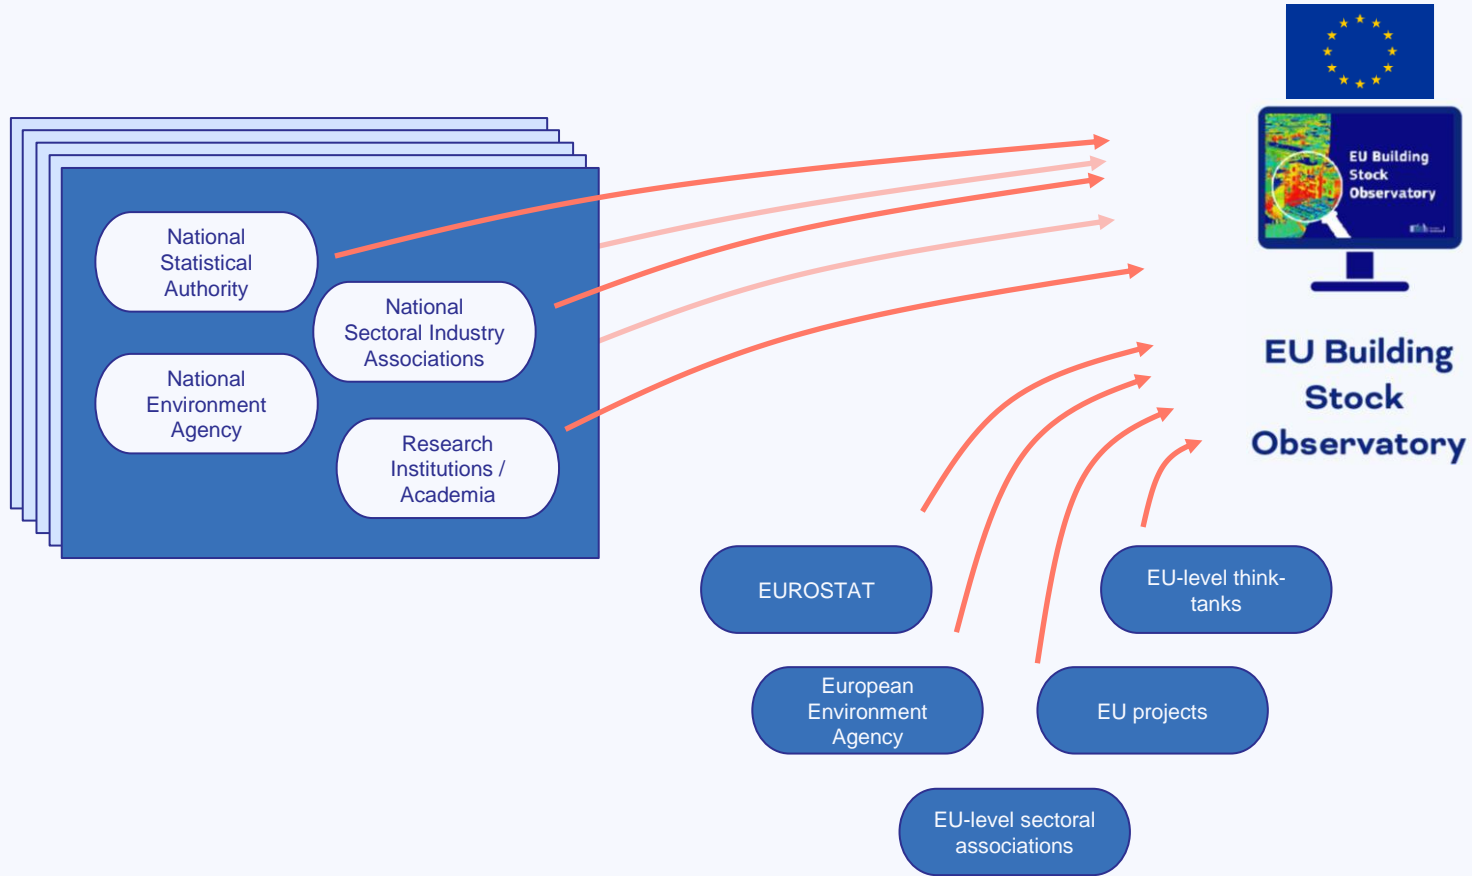 National
Statistical
Authority
National
Sectoral Industry
Associations
National
Environment
Agency
Research
Institutions /
Academia
EU Building
Stock
Observatory
EU Building
Stock
Observatory
EUROSTAT
EU-level think-
tanks
European
Environment
Agency
EU projects
EU-level sectoral
associations